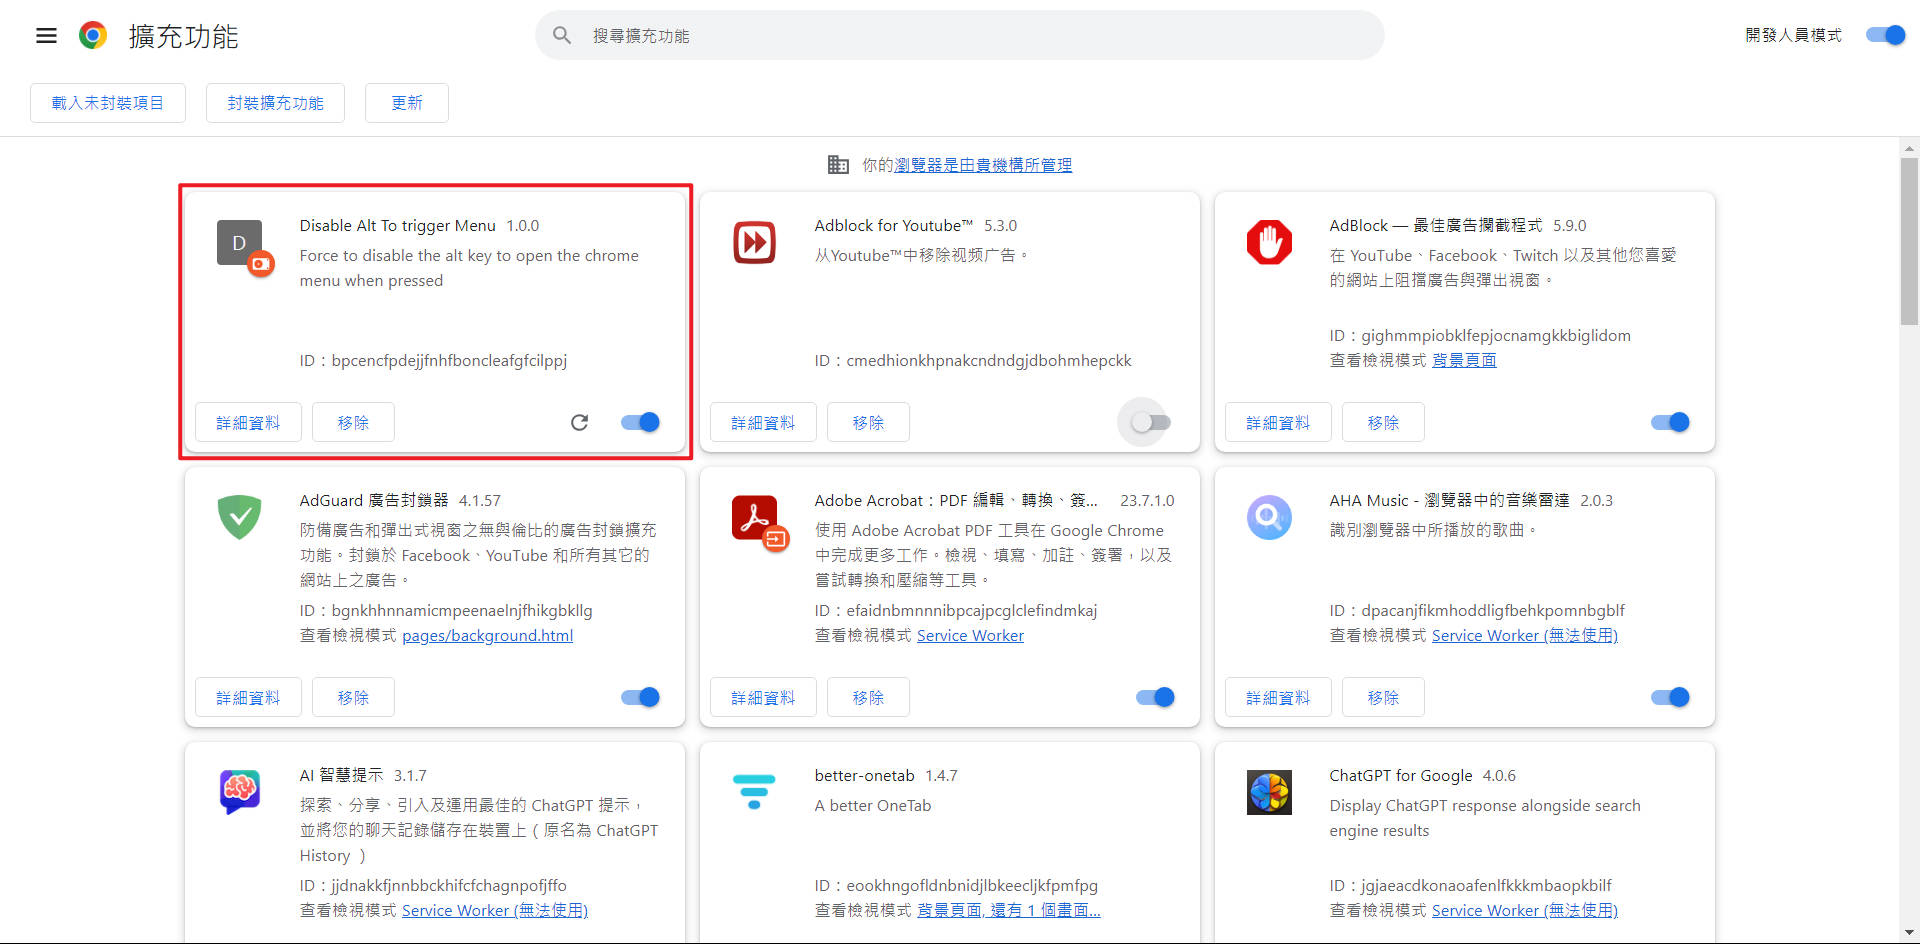 擴充功能
搜尋擴充功能
開發人員模式
載入未封裝項目
封裝擴充功能
更新
你的瀏覽器是由貴機構所管理
D
Disable Alt To trigger Menu 1.0.0
Force to disable the alt key to open the chrome
menu when pressed
ID：bpcencfpdejjfnhfboncleafgfcilppj
詳細資料
移除
Adblock for Youtube™ 5.3.0
从Youtube™中移除视频广告。
ID：cmedhionkhpnakcndndgjdbohmhepckk
詳細資料
移除
AdBlock — 最佳廣告攔截程式 5.9.0
在 YouTube、Facebook、Twitch 以及其他您喜愛
的網站上阻擋廣告與彈出視窗。
ID：gighmmpiobklfepjocnamgkkbiglidom
查看檢視模式 背景頁面
詳細資料
移除
AdGuard 廣告封鎖器 4.1.57
防備廣告和彈出式視窗之無與倫比的廣告封鎖擴充
功能。封鎖於 Facebook、YouTube 和所有其它的
網站上之廣告。
ID：bgnkhhnnamicmpeenaelnjfhikgbkllg
查看檢視模式 pages/background.html
詳細資料
移除
Adobe Acrobat：PDF 編輯、轉換、簽... 23.7.1.0
使用 Adobe Acrobat PDF 工具在 Google Chrome
中完成更多工作。檢視、填寫、加註、簽署，以及
嘗試轉換和壓縮等工具。
ID：efaidnbmnnnibpcajpcglclefindmkaj
查看檢視模式 Service Worker
詳細資料
移除
AHA Music - 瀏覽器中的音樂雷達 2.0.3
識別瀏覽器中所播放的歌曲。
ID：dpacanjfikmhoddligfbehkpomnbgblf
查看檢視模式 Service Worker (無法使用)
詳細資料
移除
AI 智慧提示 3.1.7
探索、分享、引入及運用最佳的 ChatGPT 提示，
並將您的聊天記錄儲存在裝置上 ( 原名為 ChatGPT
History )
ID：jjdnakkfjnnbbckhifcfchagnpofjffo
查看檢視模式 Service Worker (無法使用)
better-onetab 1.4.7
A better OneTab
ID：eookhngofldnbnidjlbkeecljkfpmfpg
查看檢視模式 背景頁面, 還有 1 個畫面...
ChatGPT for Google 4.0.6
Display ChatGPT response alongside search
engine results
ID：jgjaeacdkonaoafenlfkkkmbaopkbilf
查看檢視模式 Service Worker (無法使用)